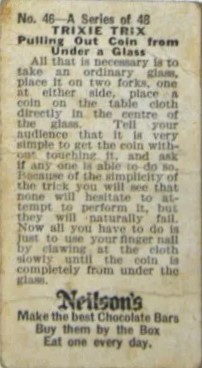 No. 46—A Series of 48
TRIXIE TRIX
Pulling Out Coin from
Under a Glass
All that is necessary is to
take an ordinary glass,
place it on two forks, one
at either side, place a
coin on the table cloth
directly in the centre of
the glass. Tell your
audience that it is very
simple to get the coin with-
out touching it, and ask
if any one is able to do so.
Because of the simplicity of
the trick you will see that
none will hesitate to at-
tempt to perform it, but
they will naturally fail.
Now all you have to do is
just to use your finger nail
by clawing at the cloth
slowly until the coin is
completely from under the
glass.
Neilson's
Make the best Chocolate Bars
Buy them by the Box
Eat one every day.